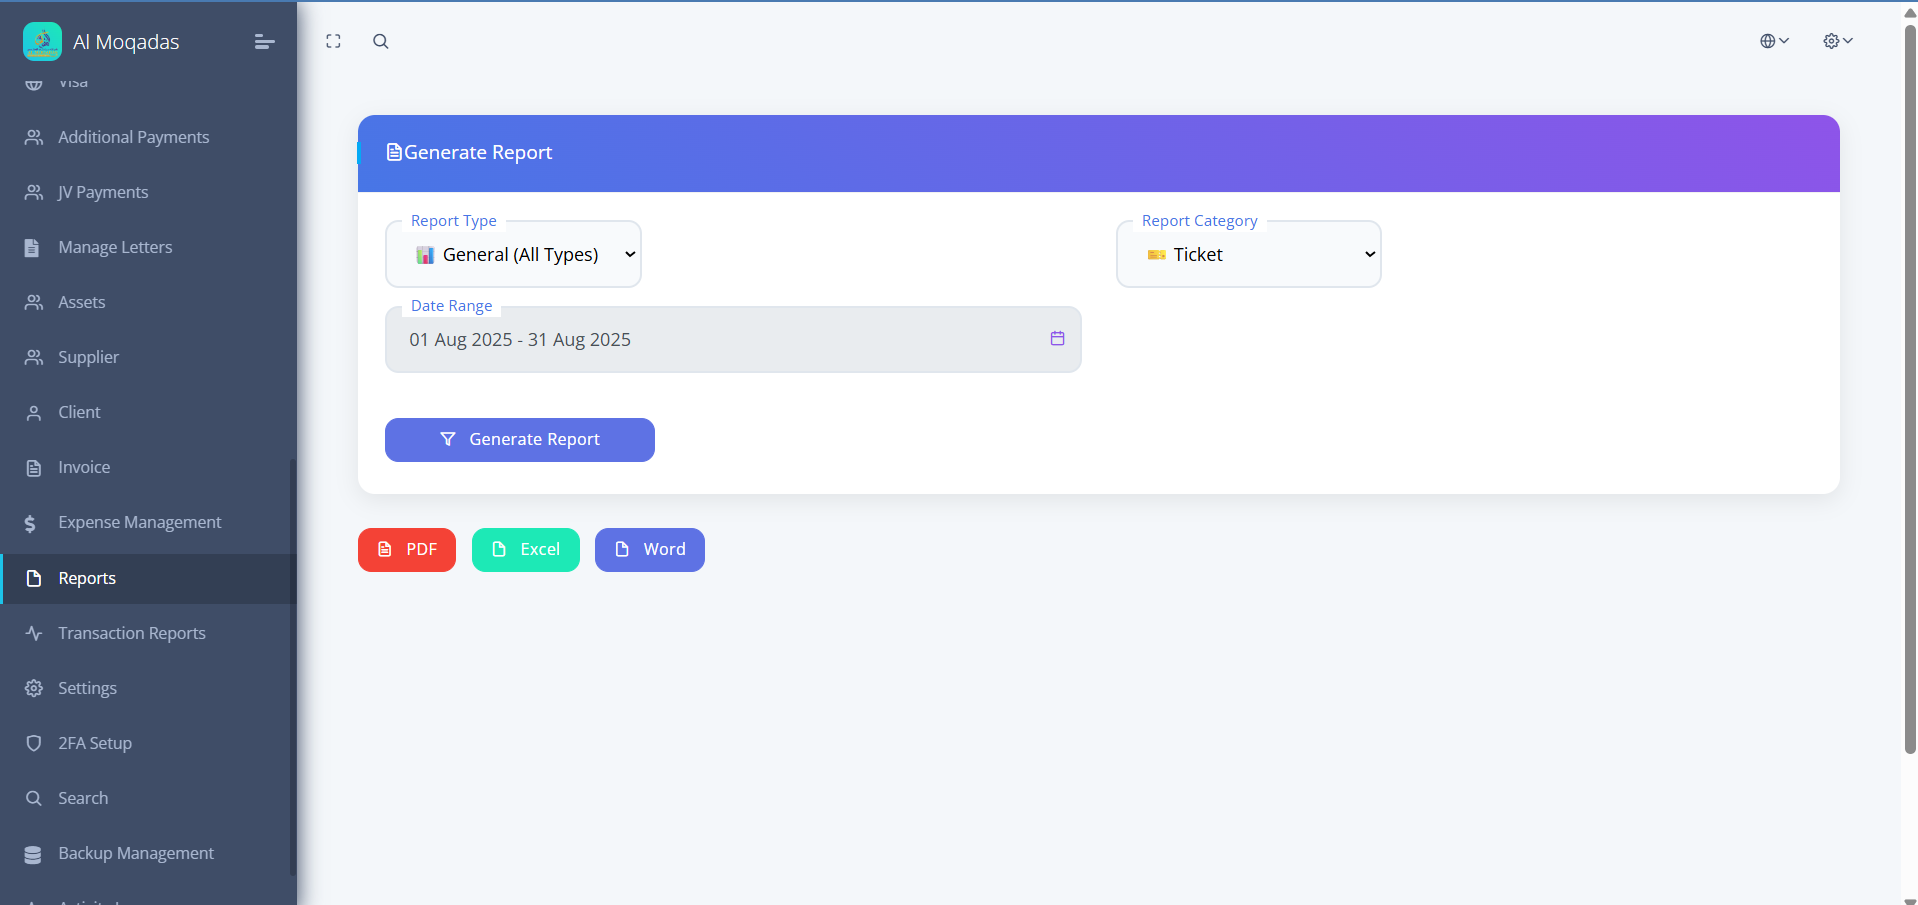 Al Moqadas
Visa
Additional Payments
JV Payments
Manage Letters
Assets
Supplier
Client
Invoice
Expense Management
Reports
Transaction Reports
Settings
2FA Setup
Search
Backup Management
Generate Report
Report Type
General (All Types)
Report Category
Ticket
Date Range
01 Aug 2025 - 31 Aug 2025
Generate Report
PDF
Excel
Word